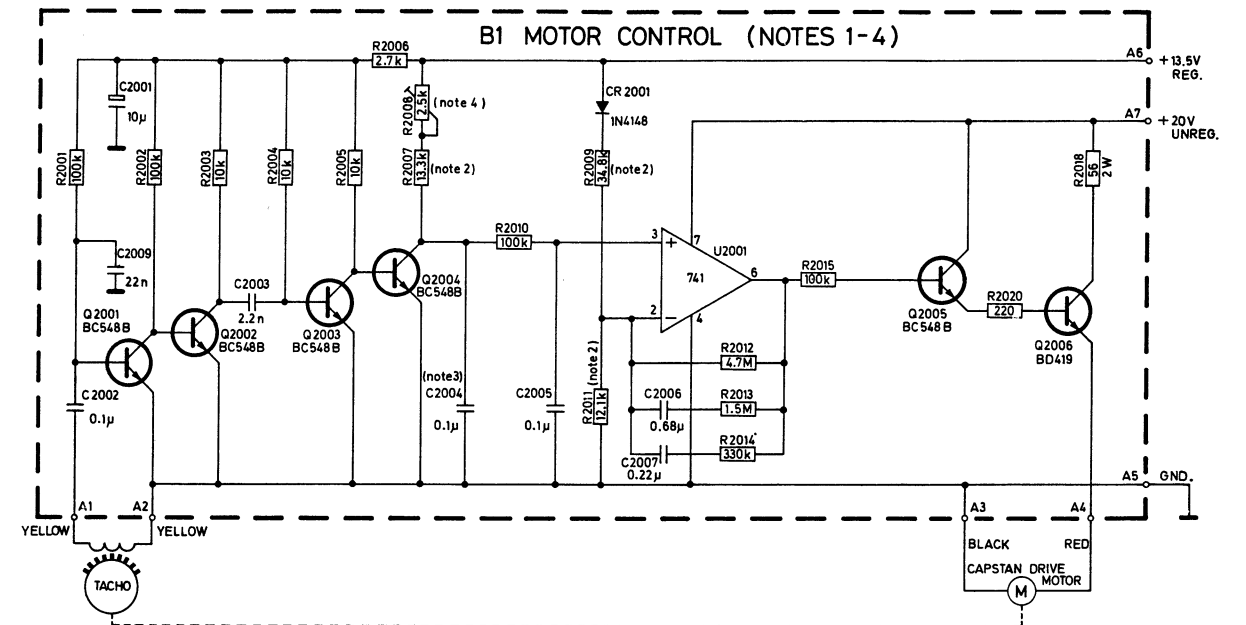 B1 MOTOR CONTROL (NOTES 1-4)
R2006
2.7k
A6
+13.5V
REG.
C2001
10µ
R2008
2.5k
(note 4)
CR2001
1N4148
A7
+20V
UNREG.
R2001
100k
R2002
100k
R2003
10k
R2004
10k
R2005
10k
R2007
13.3k
(note 2)
R2009
34.8k
(note 2)
R2018
56
2W
C2009
22n
R2010
100k
3
+
7
U2001
741
6
2
−
4
R2015
100k
Q2004
BC548B
C2003
2.2n
Q2001
BC548B
Q2002
BC548B
Q2003
BC548B
Q2005
BC548B
R2020
220
Q2006
BD419
C2002
0.1µ
(note3)
C2004
0.1µ
C2005
0.1µ
R2011
12.1k
(note 2)
R2012
4.7M
C2006
0.68µ
R2013
1.5M
C2007
0.22µ
R2014
330k
A5
GND.
A1
A2
A3
A4
YELLOW
YELLOW
BLACK
RED
CAPSTAN DRIVE
MOTOR
TACHO
M